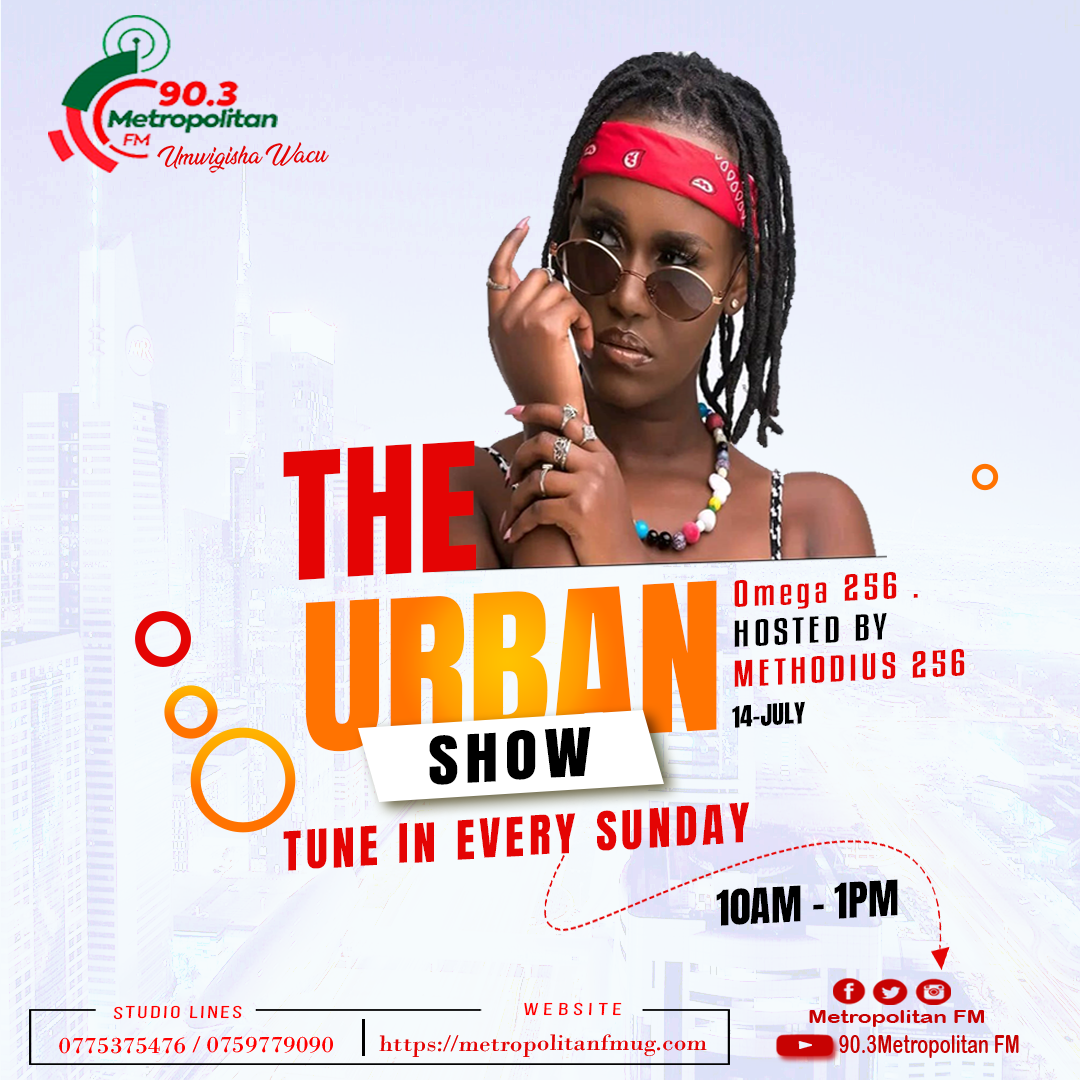 90.3
Metropolitan
FM
Umwigisha Wacu
THE
URBAN
SHOW
Omega 256 .
HOSTED BY
METHODIUS 256
14-JULY
TUNE IN EVERY SUNDAY
10AM - 1PM
STUDIO LINES
0775375476 / 0759779090
WEBSITE
https://metropolitanfmug.com
Metropolitan FM
90.3Metropolitan FM